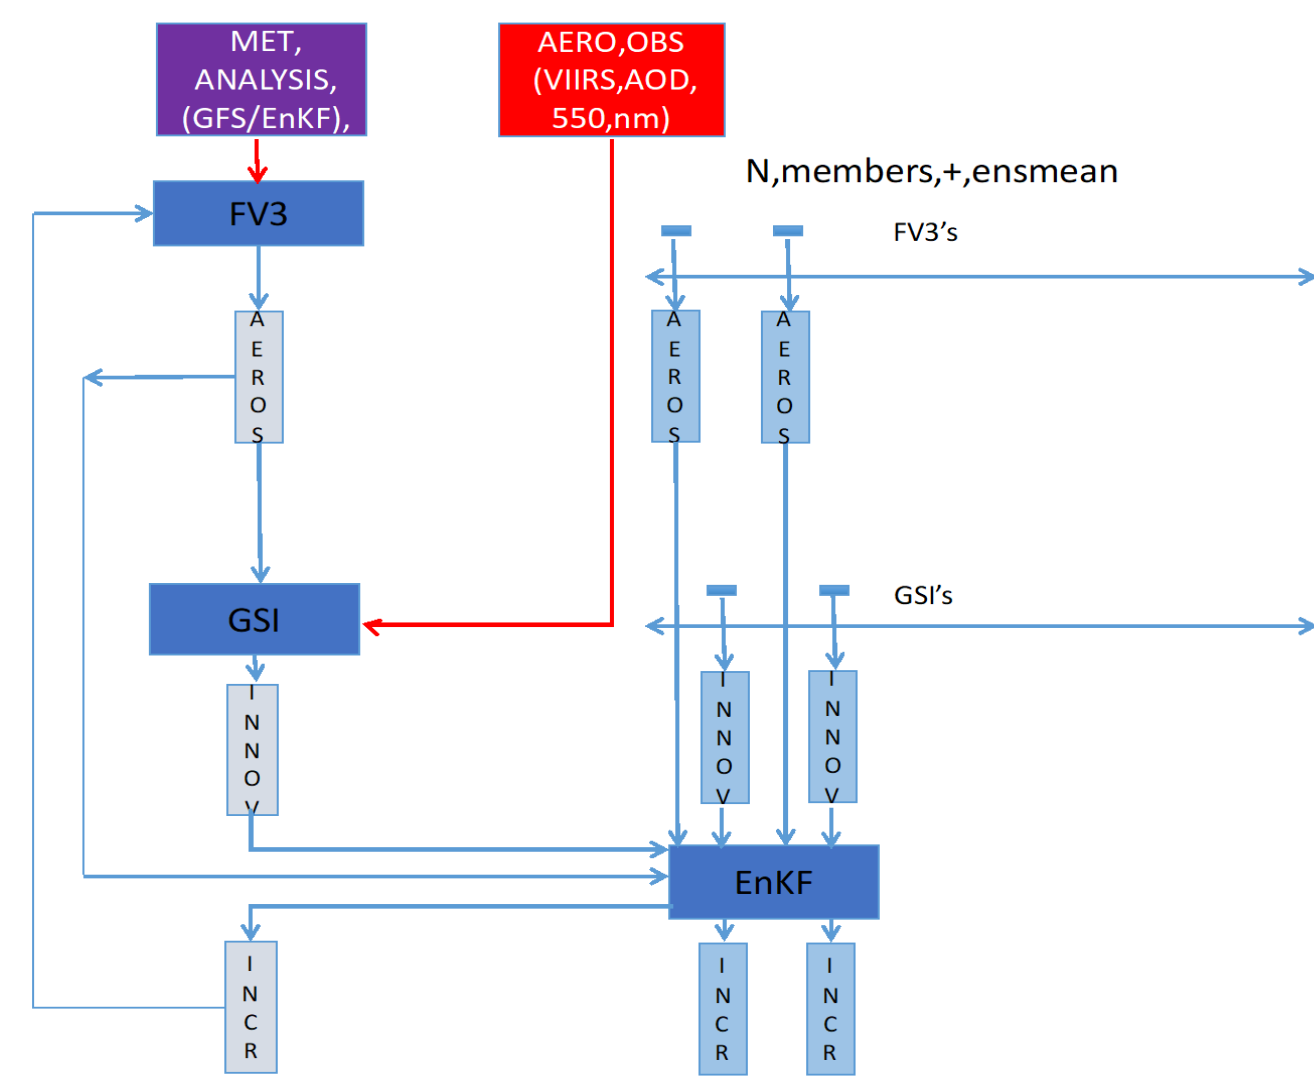 MET,
ANALYSIS,
(GFS/EnKF),
AERO,OBS
(VIIRS,AOD,
550,nm)
N,members,+,ensmean
FV3
FV3's
A
E
R
O
S
A
E
R
O
S
A
E
R
O
S
GSI
GSI's
I
N
N
O
V
I
N
N
O
V
I
N
N
O
V
EnKF
I
N
C
R
I
N
C
R
I
N
C
R